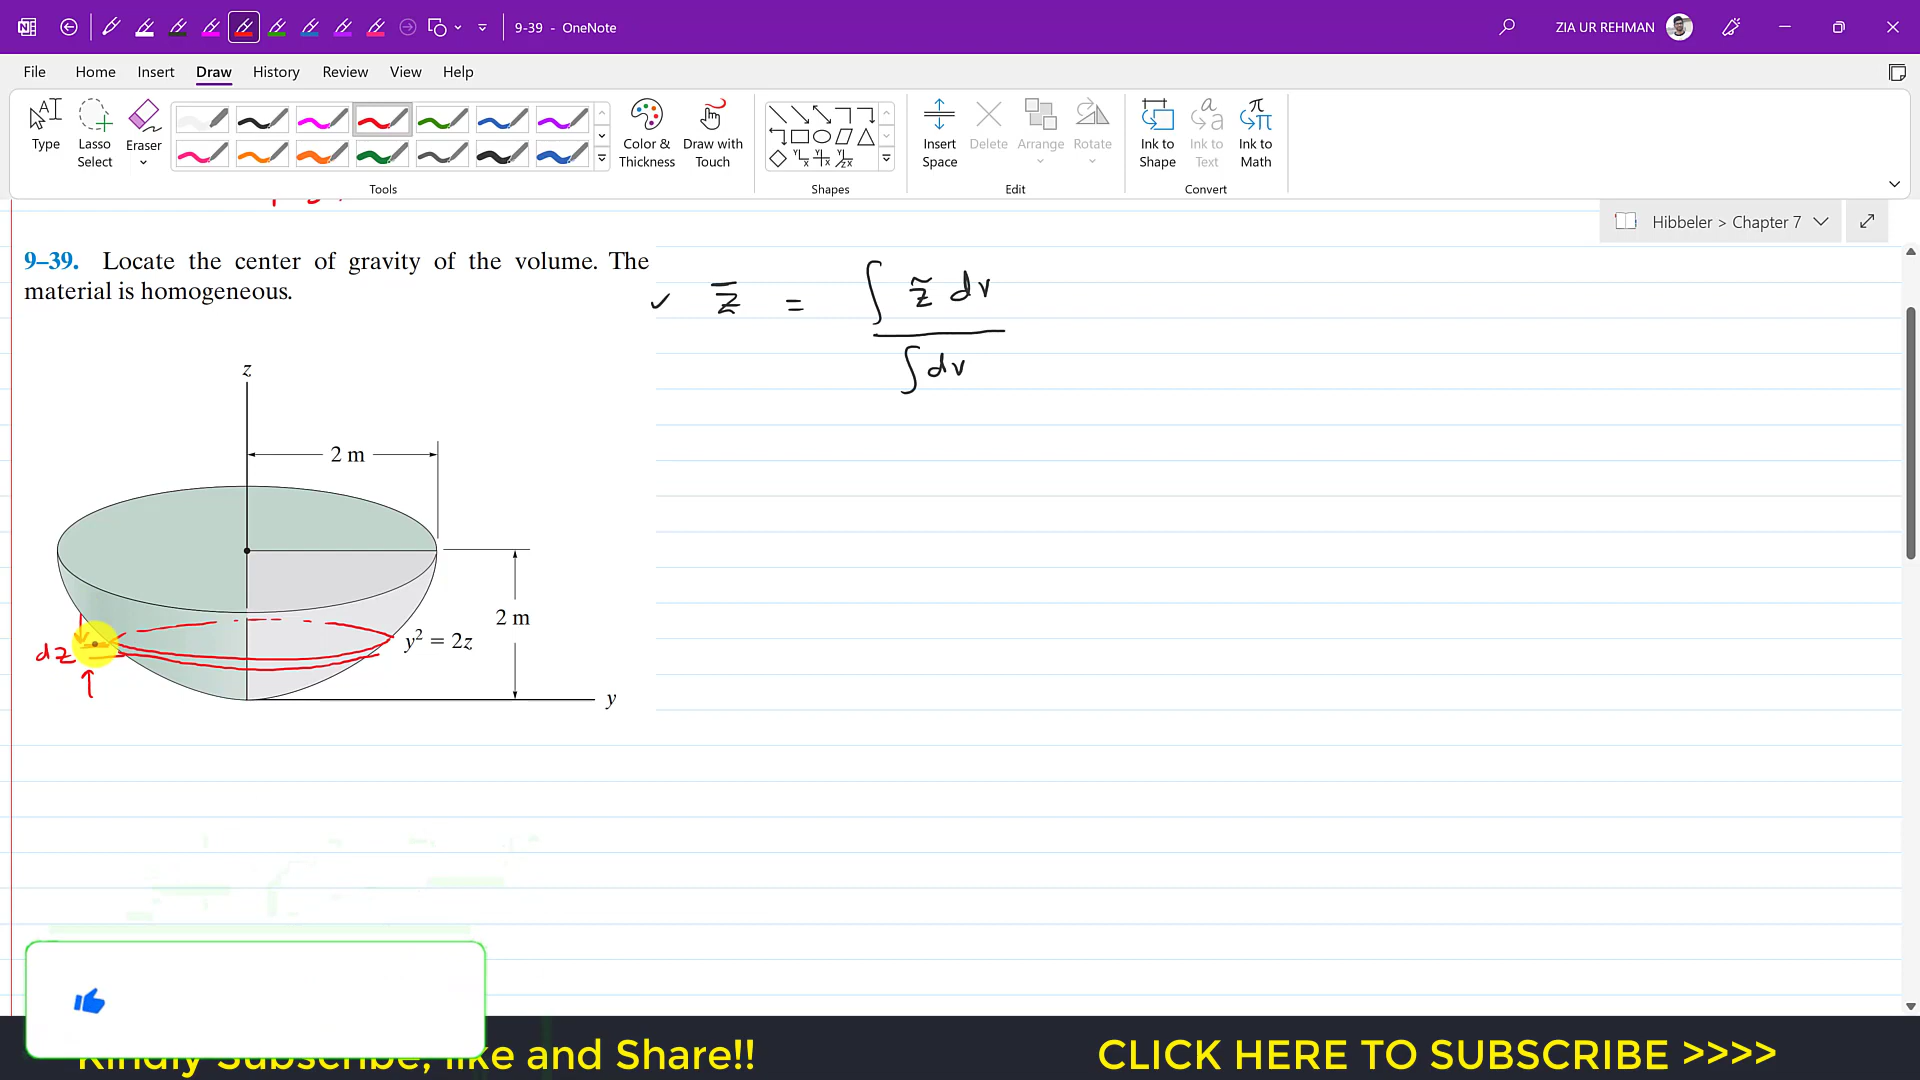 9-39 - OneNote
ZIA UR REHMAN
File Home Insert Draw History Review View Help
Type
Lasso Select
Eraser
Color & Thickness
Draw with Touch
Insert Space
Delete
Arrange
Rotate
Ink to Shape
Ink to Text
Ink to Math
Tools
Shapes
Edit
Convert
Hibbeler > Chapter 7
9–39. Locate the center of gravity of the volume. The
material is homogeneous.
z̄ = ∫ z̃ dv
∫ dv
z
2 m
2 m
y² = 2z
dz
y
Kindly Subscribe, like and Share!!
CLICK HERE TO SUBSCRIBE >>>>